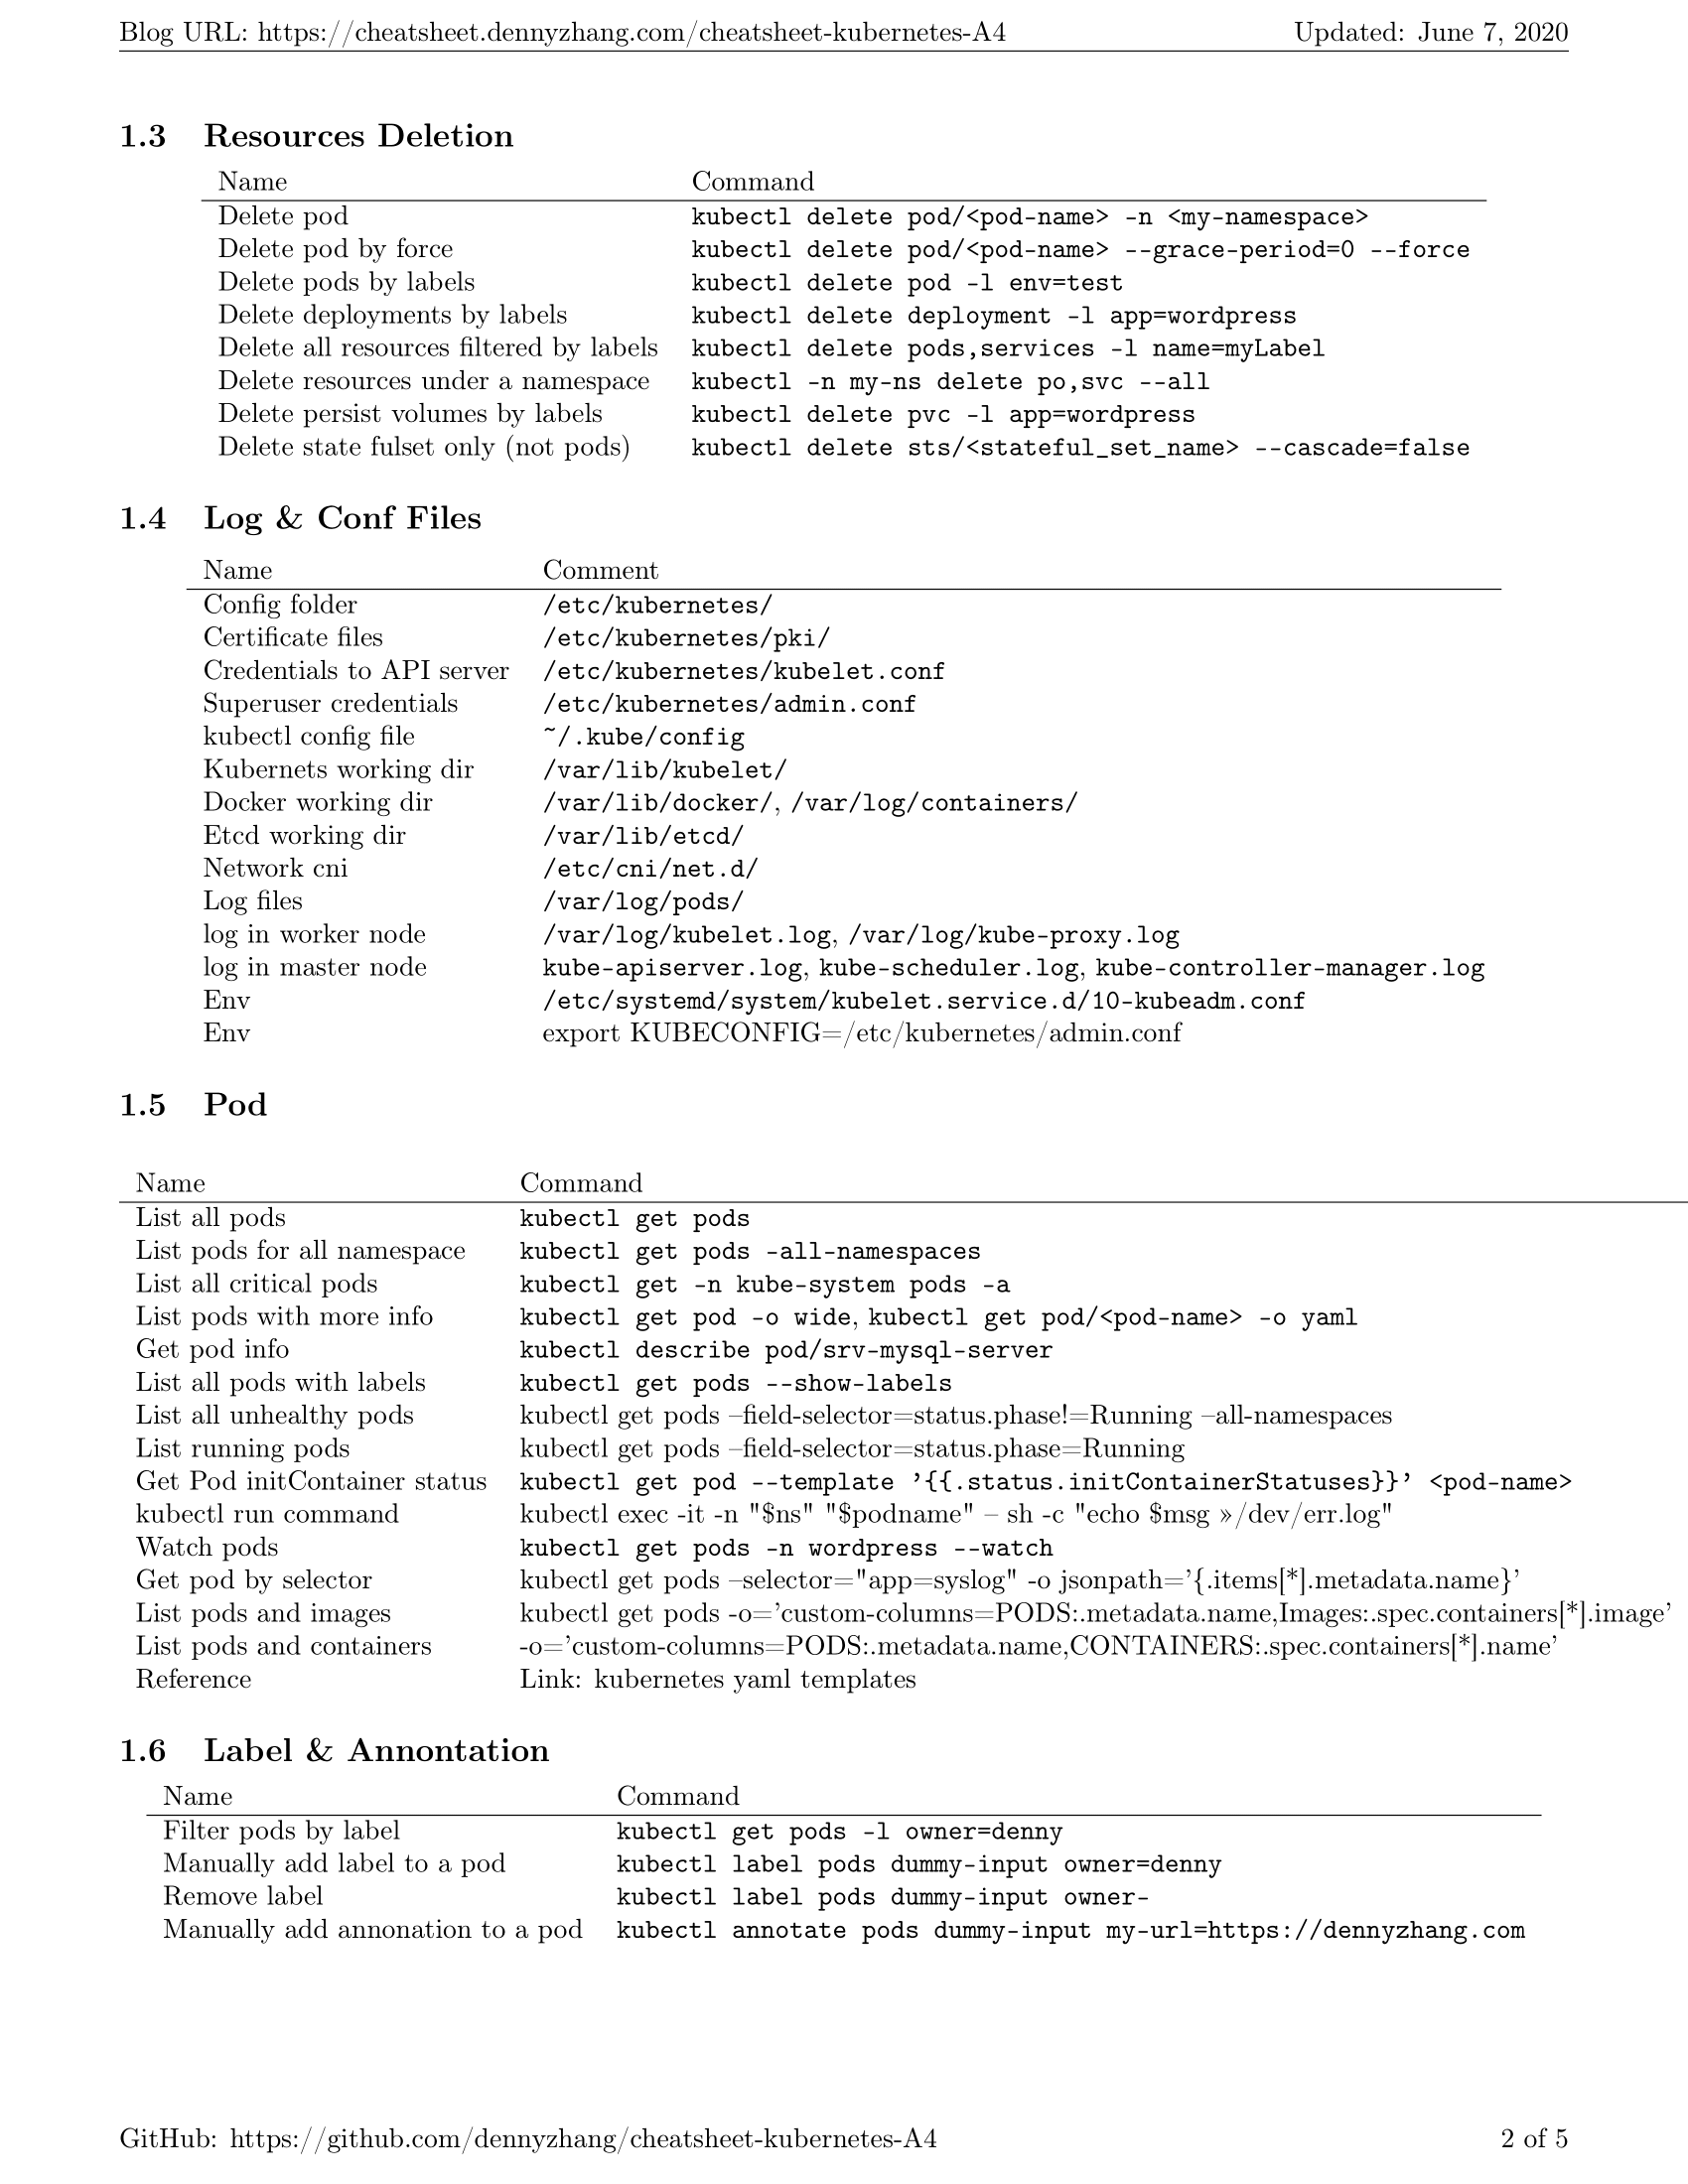 Blog URL: https://cheatsheet.dennyzhang.com/cheatsheet-kubernetes-A4 Updated: June 7, 2020
1.3 Resources Deletion
Name Command
Delete pod kubectl delete pod/<pod-name> -n <my-namespace>
Delete pod by force kubectl delete pod/<pod-name> --grace-period=0 --force
Delete pods by labels kubectl delete pod -l env=test
Delete deployments by labels kubectl delete deployment -l app=wordpress
Delete all resources filtered by labels kubectl delete pods,services -l name=myLabel
Delete resources under a namespace kubectl -n my-ns delete po,svc --all
Delete persist volumes by labels kubectl delete pvc -l app=wordpress
Delete state fulset only (not pods) kubectl delete sts/<stateful_set_name> --cascade=false
1.4 Log & Conf Files
Name Comment
Config folder /etc/kubernetes/
Certificate files /etc/kubernetes/pki/
Credentials to API server /etc/kubernetes/kubelet.conf
Superuser credentials /etc/kubernetes/admin.conf
kubectl config file ~/.kube/config
Kubernets working dir /var/lib/kubelet/
Docker working dir /var/lib/docker/, /var/log/containers/
Etcd working dir /var/lib/etcd/
Network cni /etc/cni/net.d/
Log files /var/log/pods/
log in worker node /var/log/kubelet.log, /var/log/kube-proxy.log
log in master node kube-apiserver.log, kube-scheduler.log, kube-controller-manager.log
Env /etc/systemd/system/kubelet.service.d/10-kubeadm.conf
Env export KUBECONFIG=/etc/kubernetes/admin.conf
1.5 Pod
Name Command
List all pods kubectl get pods
List pods for all namespace kubectl get pods -all-namespaces
List all critical pods kubectl get -n kube-system pods -a
List pods with more info kubectl get pod -o wide, kubectl get pod/<pod-name> -o yaml
Get pod info kubectl describe pod/srv-mysql-server
List all pods with labels kubectl get pods --show-labels
List all unhealthy pods kubectl get pods –field-selector=status.phase!=Running –all-namespaces
List running pods kubectl get pods –field-selector=status.phase=Running
Get Pod initContainer status kubectl get pod --template ’{{.status.initContainerStatuses}}’ <pod-name>
kubectl run command kubectl exec -it -n "$ns" "$podname" – sh -c "echo $msg »/dev/err.log"
Watch pods kubectl get pods -n wordpress --watch
Get pod by selector kubectl get pods –selector="app=syslog" -o jsonpath=’{.items[*].metadata.name}’
List pods and images kubectl get pods -o=’custom-columns=PODS:.metadata.name,Images:.spec.containers[*].image’
List pods and containers -o=’custom-columns=PODS:.metadata.name,CONTAINERS:.spec.containers[*].name’
Reference Link: kubernetes yaml templates
1.6 Label & Annontation
Name Command
Filter pods by label kubectl get pods -l owner=denny
Manually add label to a pod kubectl label pods dummy-input owner=denny
Remove label kubectl label pods dummy-input owner-
Manually add annonation to a pod kubectl annotate pods dummy-input my-url=https://dennyzhang.com
GitHub: https://github.com/dennyzhang/cheatsheet-kubernetes-A4 2 of 5